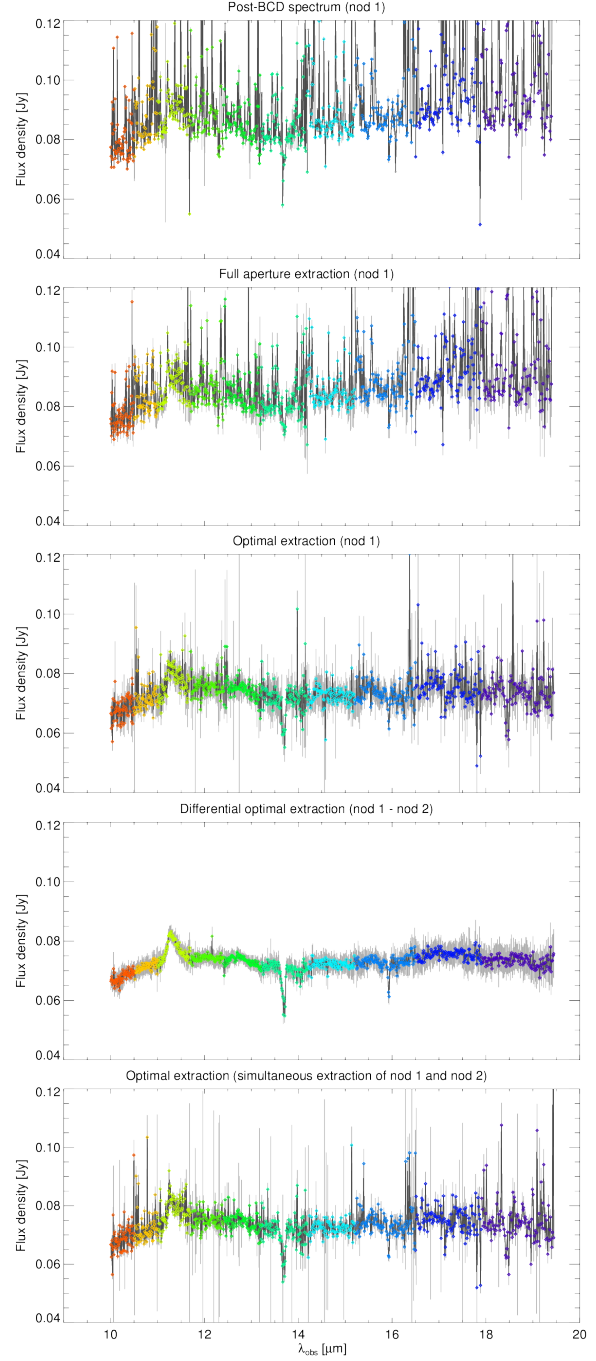 Post-BCD spectrum (nod 1)
0.12
0.10
0.08
0.06
0.04
Flux density [Jy]
Full aperture extraction (nod 1)
0.12
0.10
0.08
0.06
0.04
Flux density [Jy]
Optimal extraction (nod 1)
0.12
0.10
0.08
0.06
0.04
Flux density [Jy]
Differential optimal extraction (nod 1 - nod 2)
0.12
0.10
0.08
0.06
0.04
Flux density [Jy]
Optimal extraction (simultaneous extraction of nod 1 and nod 2)
0.12
0.10
0.08
0.06
0.04
Flux density [Jy]
10 12 14 16 18 20
λobs [μm]